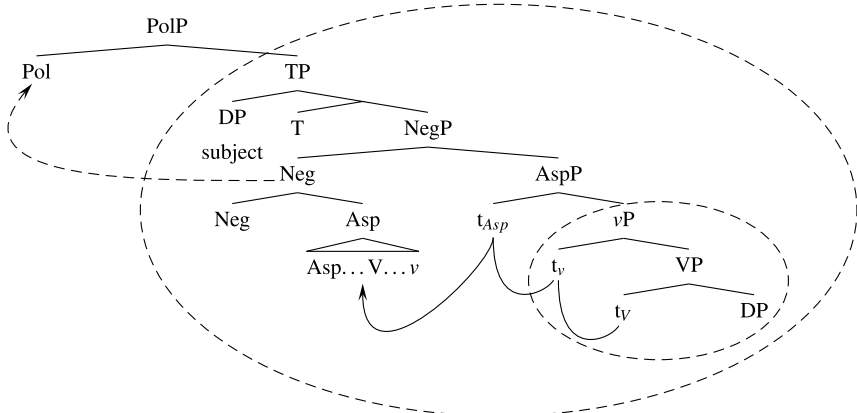 PolP
Pol TP
DP T NegP
subject
Neg AspP
Neg Asp t_Asp vP
Asp...V...v t_v VP
t_V DP